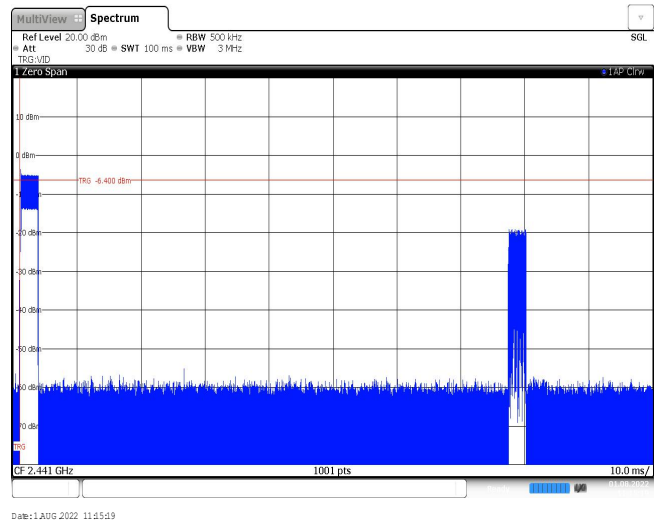 MultiView Spectrum
Ref Level 20.00 dBm RBW 500 kHz SGL
Att 30 dB SWT 100 ms VBW 3 MHz
TRG:VID
1 Zero Span 1AP Clrw
10 dBm
0 dBm
TRG -6.400 dBm
-20 dBm
-30 dBm
-40 dBm
-50 dBm
-60 dBm
-70 dBm
TRG
CF 2.441 GHz 1001 pts 10.0 ms/
01.08.2022
Date: 1.AUG.2022 11:15:19